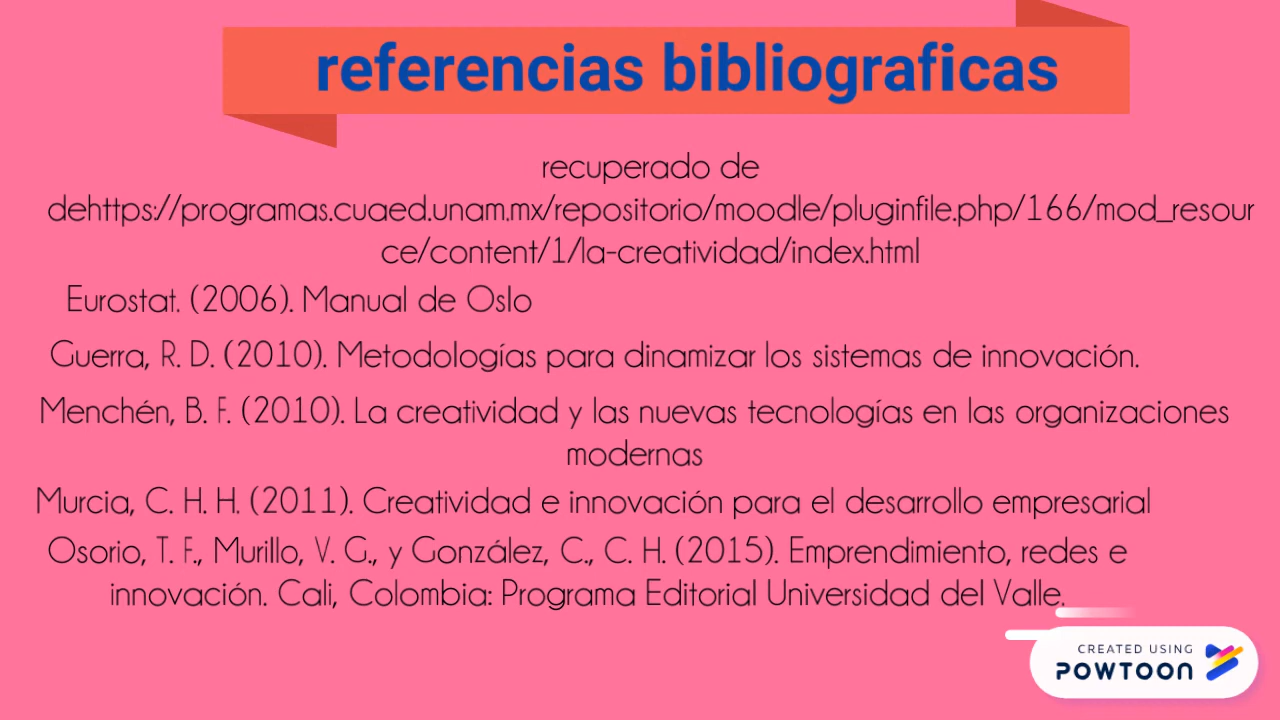 referencias bibliograficas
recuperado de
dehttps://programas.cuaed.unam.mx/repositorio/moodle/pluginfile.php/166/mod_resour
ce/content/1/la-creatividad/index.html
Eurostat. (2006). Manual de Oslo
Guerra, R. D. (2010). Metodologías para dinamizar los sistemas de innovación.
Menchén, B. F. (2010). La creatividad y las nuevas tecnologías en las organizaciones
modernas
Murcia, C. H. H. (2011). Creatividad e innovación para el desarrollo empresarial
Osorio, T. F., Murillo, V. G., y González, C., C. H. (2015). Emprendimiento, redes e
innovación. Cali, Colombia: Programa Editorial Universidad del Valle.
CREATED USING
POWTOON